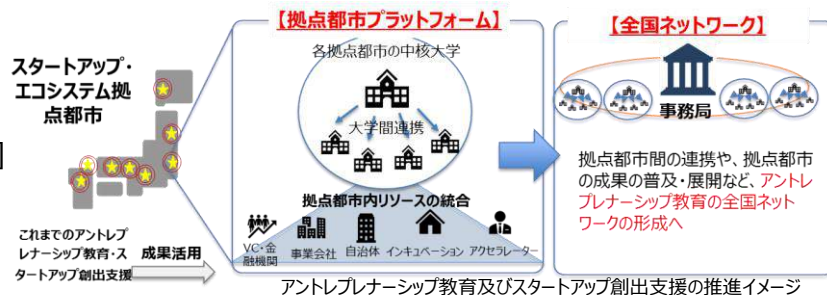 スタートアップ・
エコシステム拠
点都市
これまでのアントレプ
レナーシップ教育・ス
タートアップ創出支援
成果活用
【拠点都市プラットフォーム】
各拠点都市の中核大学
大学間連携
拠点都市内リソースの統合
VC・金
融機関
事業会社
自治体
インキュベーション
アクセラレーター
【全国ネットワーク】
事務局
拠点都市間の連携や、拠点都市
の成果の普及・展開など、アントレ
プレナーシップ教育の全国ネット
ワークの形成へ
アントレプレナーシップ教育及びスタートアップ創出支援の推進イメージ